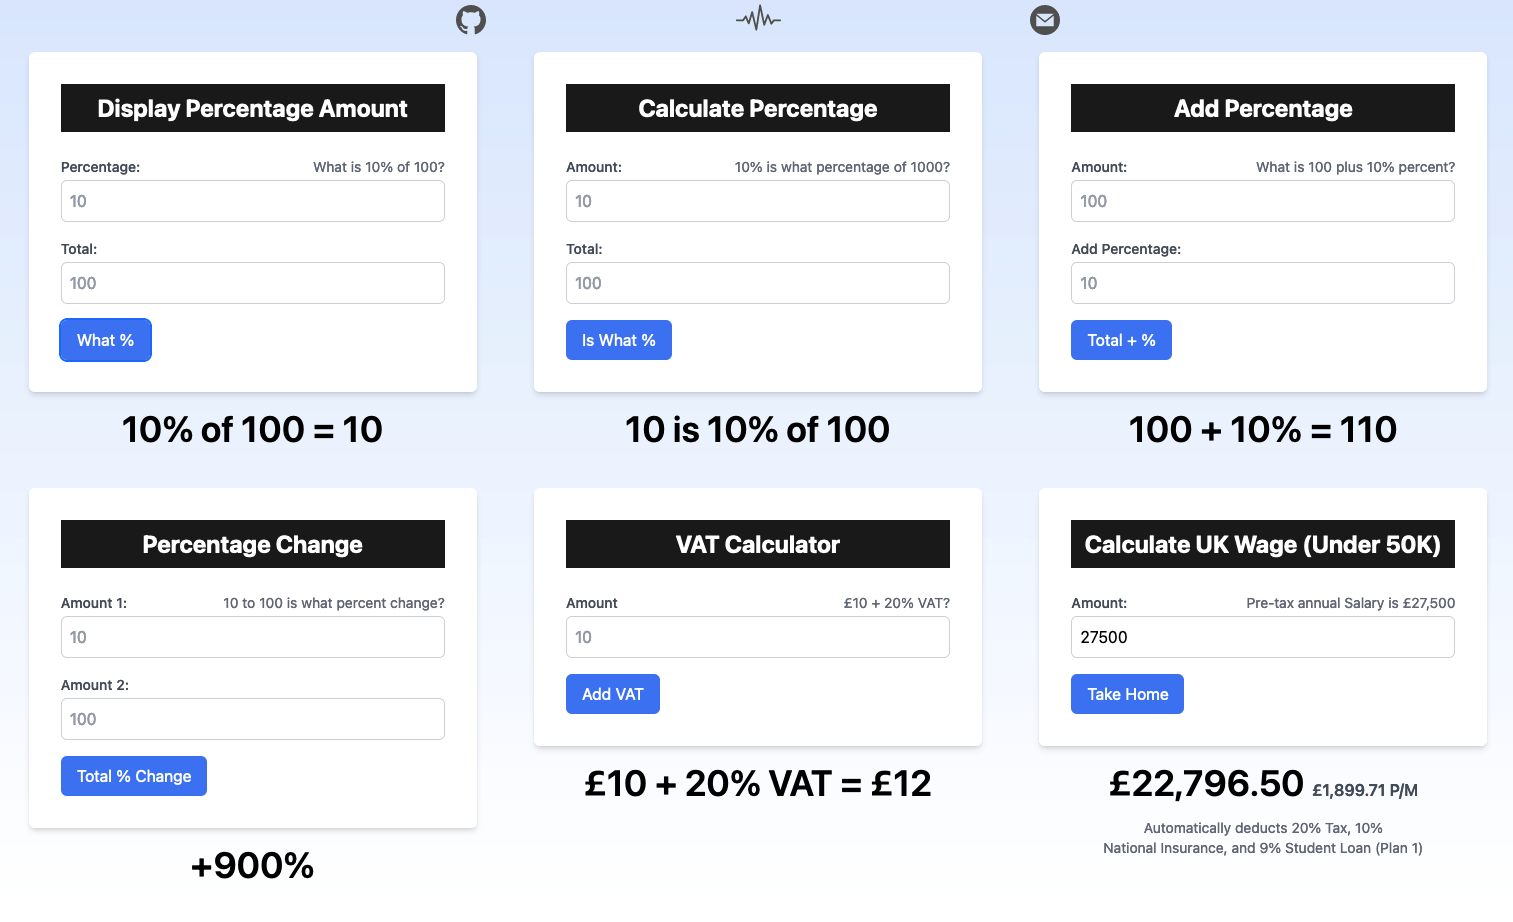 Display Percentage Amount
Percentage: What is 10% of 100?
10
Total:
100
What %
10% of 100 = 10
Calculate Percentage
Amount: 10% is what percentage of 1000?
10
Total:
100
Is What %
10 is 10% of 100
Add Percentage
Amount: What is 100 plus 10% percent?
100
Add Percentage:
10
Total + %
100 + 10% = 110
Percentage Change
Amount 1: 10 to 100 is what percent change?
10
Amount 2:
100
Total % Change
+900%
VAT Calculator
Amount £10 + 20% VAT?
10
Add VAT
£10 + 20% VAT = £12
Calculate UK Wage (Under 50K)
Amount: Pre-tax annual Salary is £27,500
27500
Take Home
£22,796.50 £1,899.71 P/M
Automatically deducts 20% Tax, 10%
National Insurance, and 9% Student Loan (Plan 1)